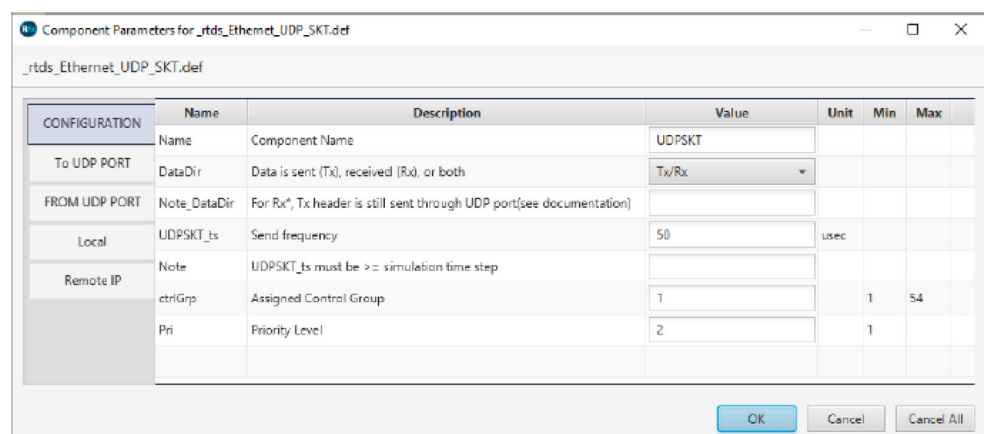 Component Parameters for _rtds_Ethernet_UDP_SKT.def
_rtds_Ethernet_UDP_SKT.def
CONFIGURATION
To UDP PORT
FROM UDP PORT
Local
Remote IP
Name Description Value Unit Min Max
Name Component Name UDPSKT
DataDir Data is sent (Tx), received (Rx), or both Tx/Rx
Note_DataDir For Rx*, Tx header is still sent through UDP port(see documentation)
UDPSKT_ts Send frequency 50 usec
Note UDPSKT_ts must be >= simulation time step
ctrlGrp Assigned Control Group 1 1 54
Pri Priority Level 2 1
OK Cancel Cancel All